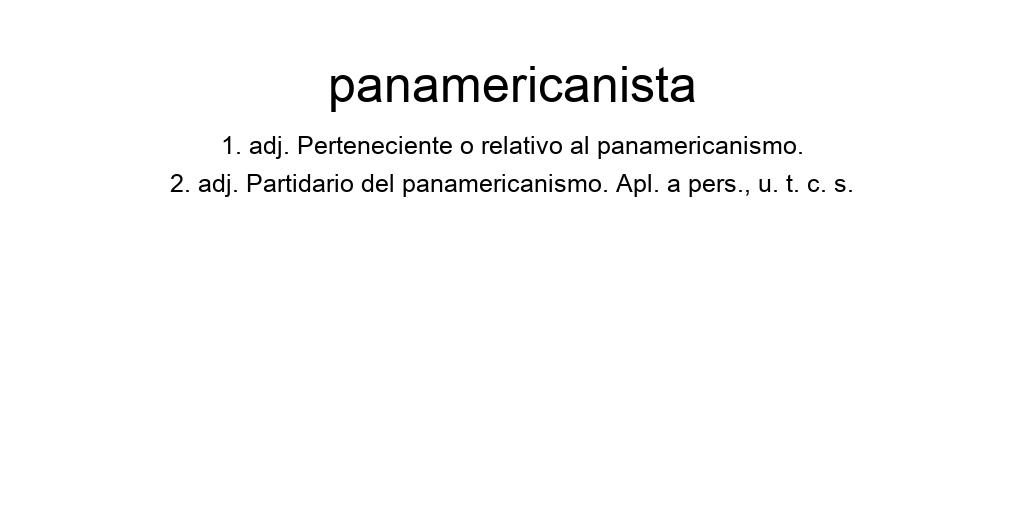 panamericanista
1. adj. Perteneciente o relativo al panamericanismo.
2. adj. Partidario del panamericanismo. Apl. a pers., u. t. c. s.